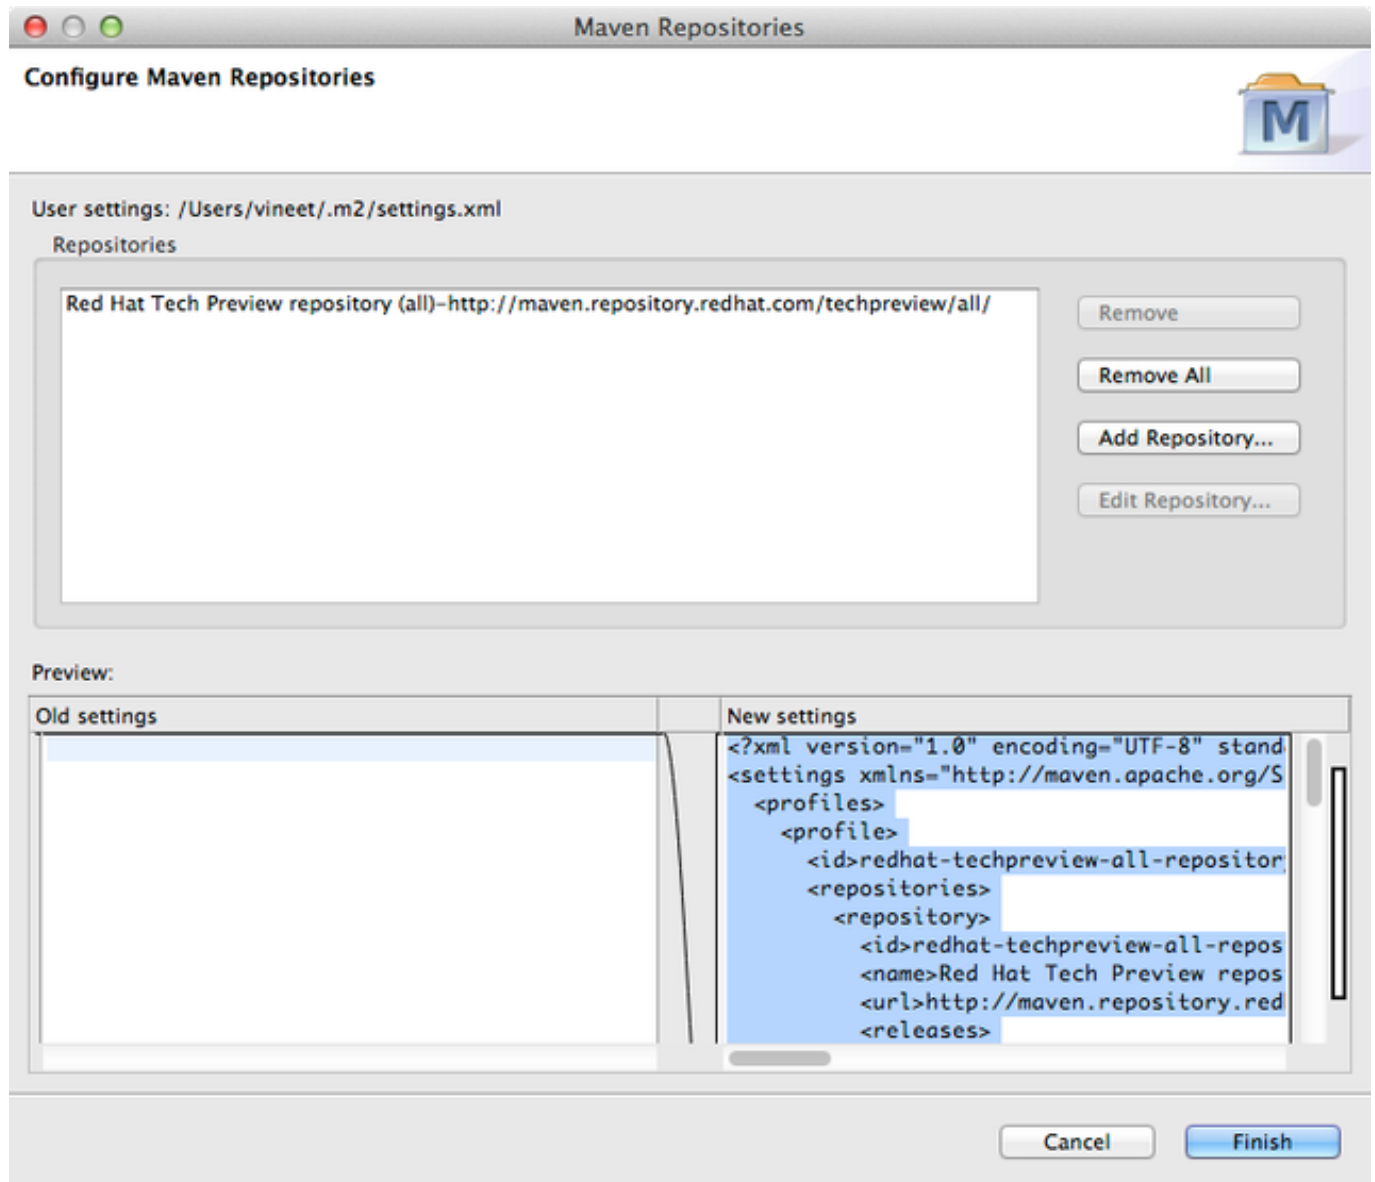 Maven Repositories
Configure Maven Repositories
M
User settings: /Users/vineet/.m2/settings.xml
Repositories
Red Hat Tech Preview repository (all)-http://maven.repository.redhat.com/techpreview/all/
Remove
Remove All
Add Repository...
Edit Repository...
Preview:
Old settings
New settings
<?xml version="1.0" encoding="UTF-8" stand
<settings xmlns="http://maven.apache.org/S
<profiles>
<profile>
<id>redhat-techpreview-all-repositor
<repositories>
<repository>
<id>redhat-techpreview-all-repos
<name>Red Hat Tech Preview repos
<url>http://maven.repository.red
<releases>
Cancel
Finish